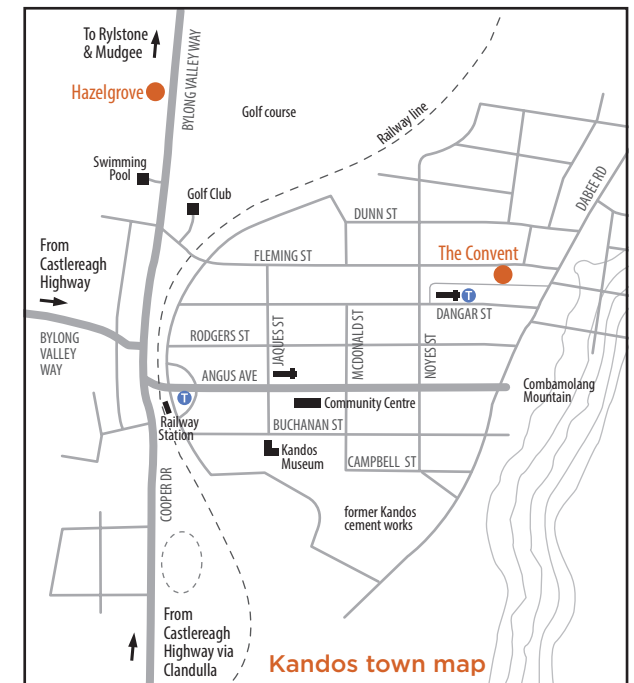 To Rylstone
& Mudgee
BYLONG VALLEY WAY
Hazelgrove
Golf course
Railway line
Swimming
Pool
Golf Club
DABEE RD
DUNN ST
From
Castlereagh
Highway
FLEMING ST
The Convent
T
DANGAR ST
BYLONG
VALLEY
WAY
RODGERS ST
JAQUES ST
MCDONALD ST
NOYES ST
ANGUS AVE
Combamolang
Mountain
T
Community Centre
Railway
Station
BUCHANAN ST
Kandos
Museum
CAMPBELL ST
COOPER DR
former Kandos
cement works
From
Castlereagh
Highway via
Clandulla
Kandos town map